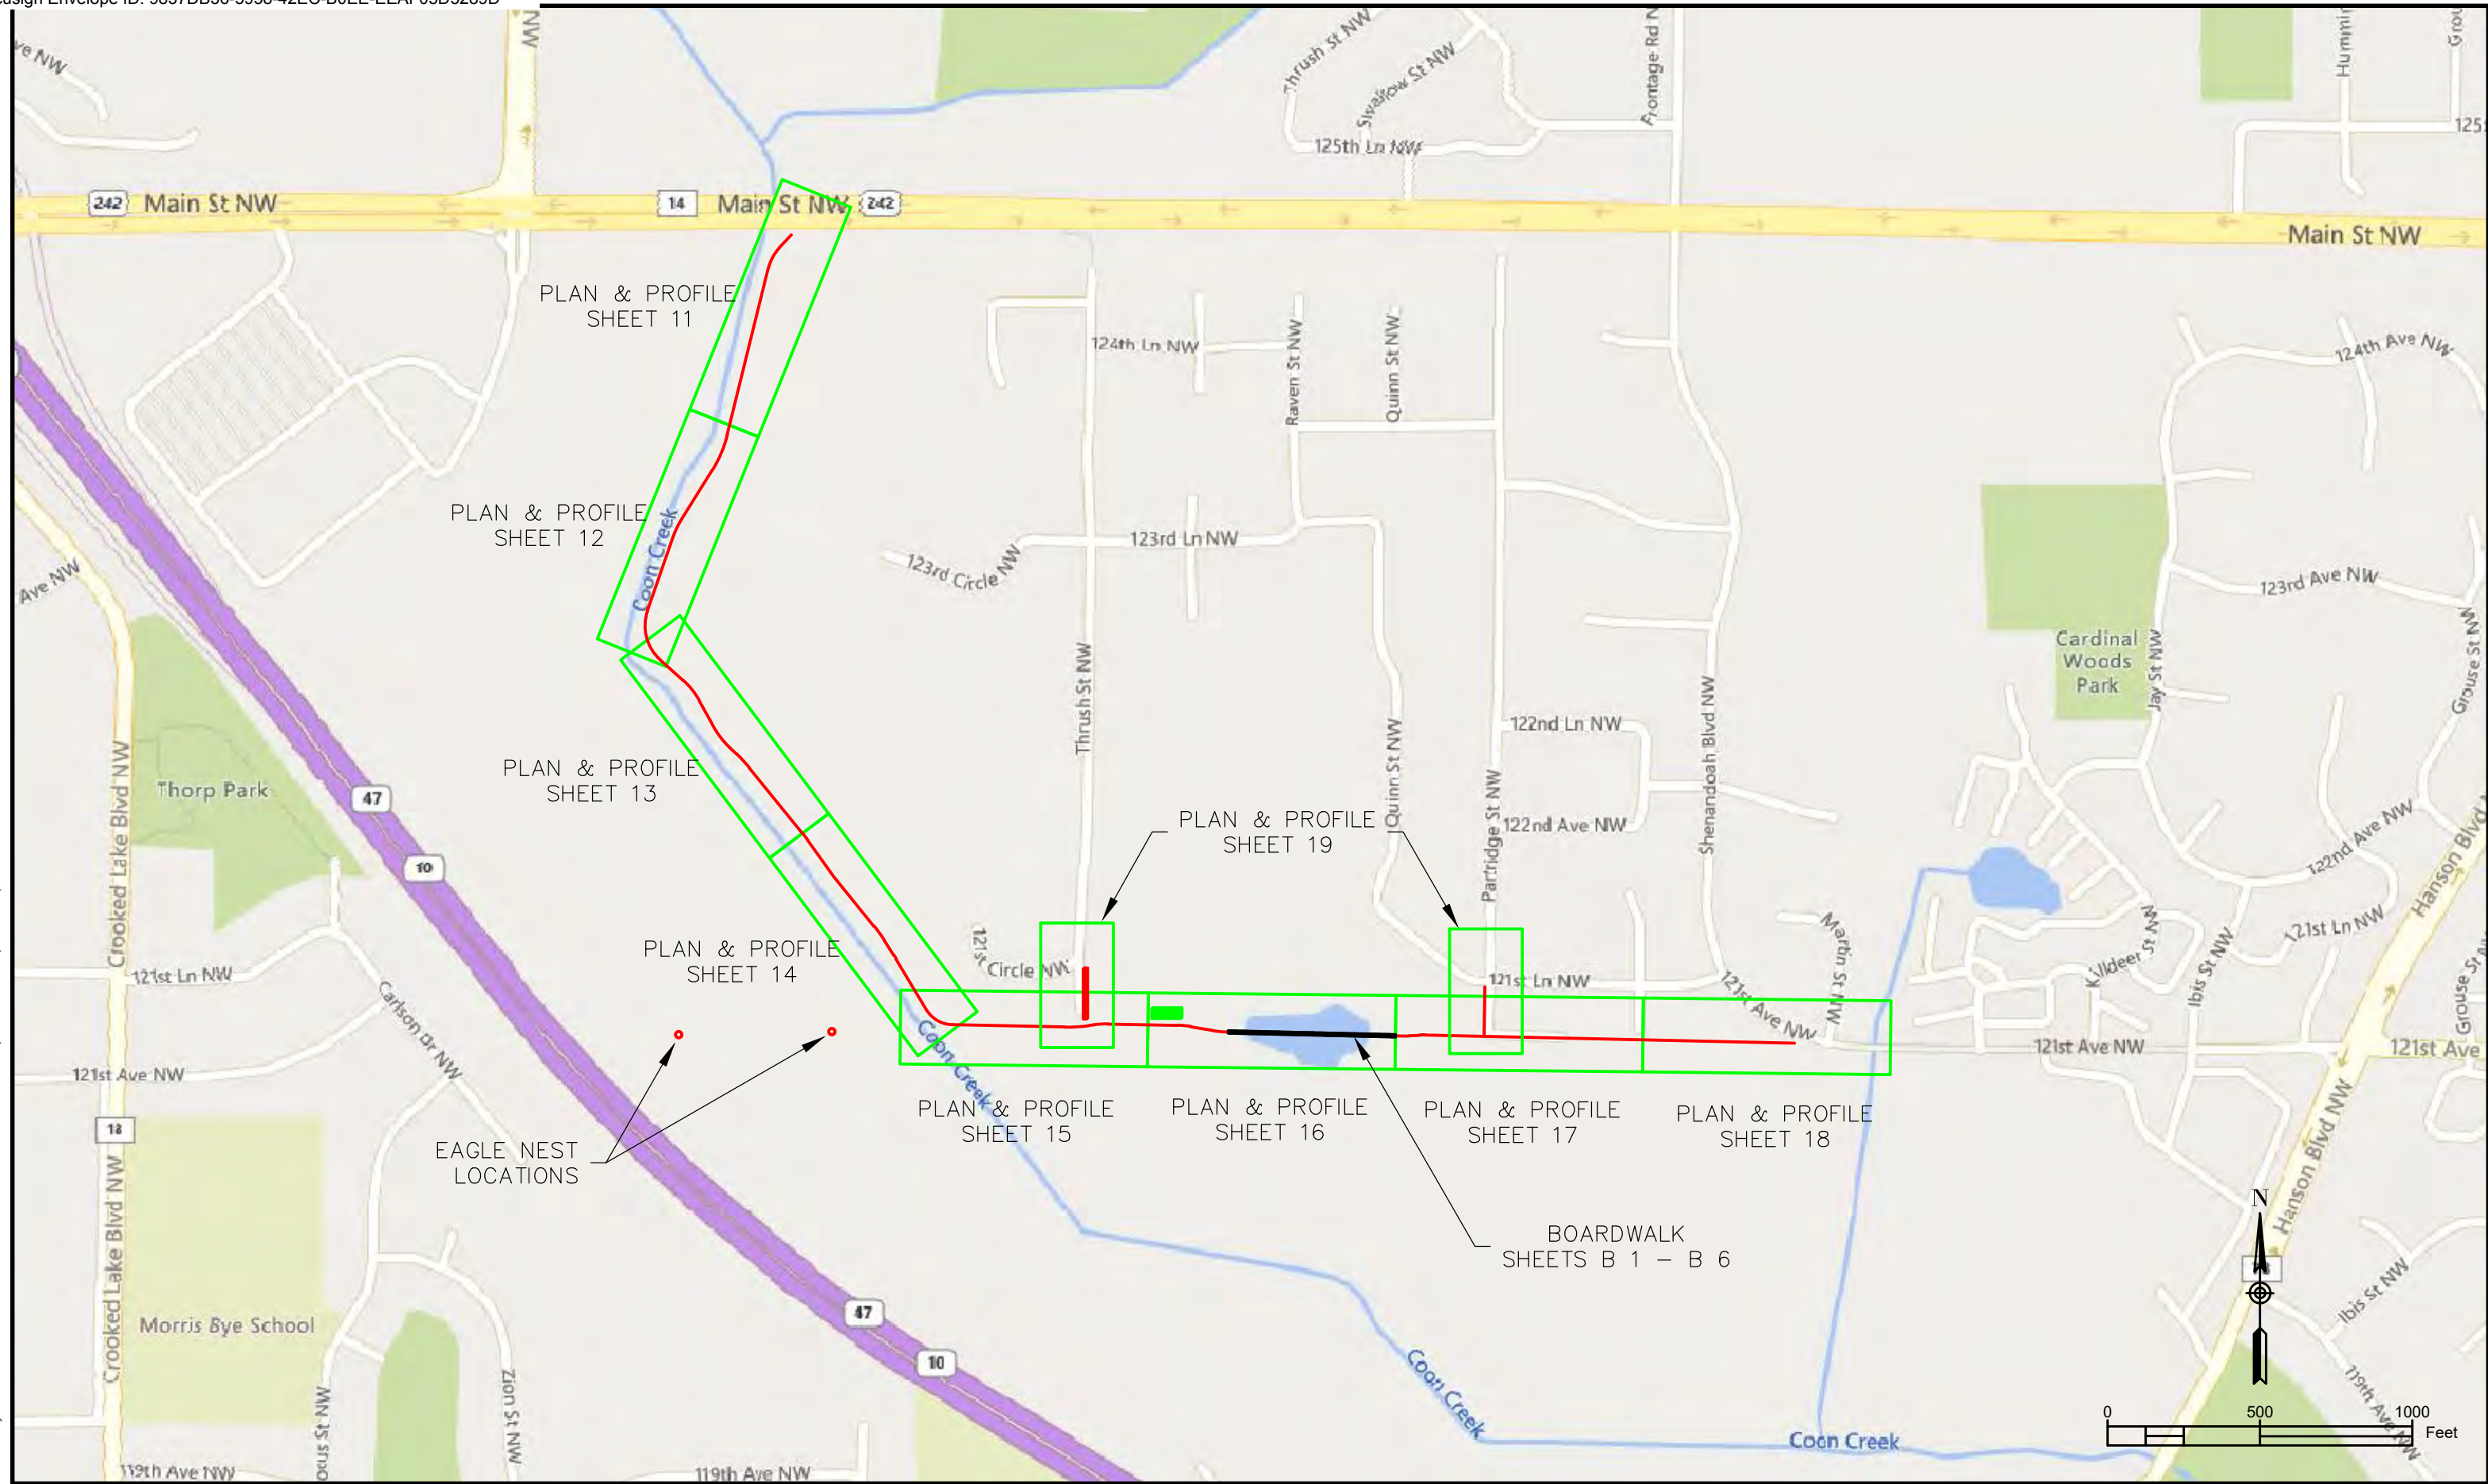 NW
242
Main St NW
14
Main St NW
242
Main St NW
Thrush St NW
Swallow St NW
125th Ln NW
Frontage Rd N
PLAN & PROFILE
SHEET 11
124th Ln NW
Raven St NW
Quinn St NW
124th Ave NW
PLAN & PROFILE
SHEET 12
Coon Creek
123rd Circle NW
123rd Ln NW
123rd Ave NW
Ave NW
Cardinal
Woods
Park
Jay St NW
Grouse St NW
Thrush St NW
Shenandoah Blvd NW
122nd Ln NW
PLAN & PROFILE
SHEET 13
Thorp Park
47
Crooked Lake Blvd NW
Quinn St NW
Partridge St NW
122nd Ave NW
122nd Ave NW
PLAN & PROFILE
SHEET 19
10
PLAN & PROFILE
SHEET 14
121st Circle NW
121st Ln NW
121st Ave NW
Martin St NW
Killdeer St NW
Ibis St NW
121st Ln NW
Hanson Blvd
Grouse St N
121st Ln NW
Carlson Dr NW
121st Ave NW
121st Ave NW
121st Ave
Coon Creek
18
EAGLE NEST
LOCATIONS
PLAN & PROFILE
SHEET 15
PLAN & PROFILE
SHEET 16
PLAN & PROFILE
SHEET 17
PLAN & PROFILE
SHEET 18
BOARDWALK
SHEETS B 1 – B 6
Crooked Lake Blvd NW
Morris Bye School
47
10
Zion St NW
119th Ave NW
119th Ave NW
Coon Creek
Coon Creek
Hanson Blvd NW
Ibis St NW
119th Ave NW
N
0 500 1000
Feet